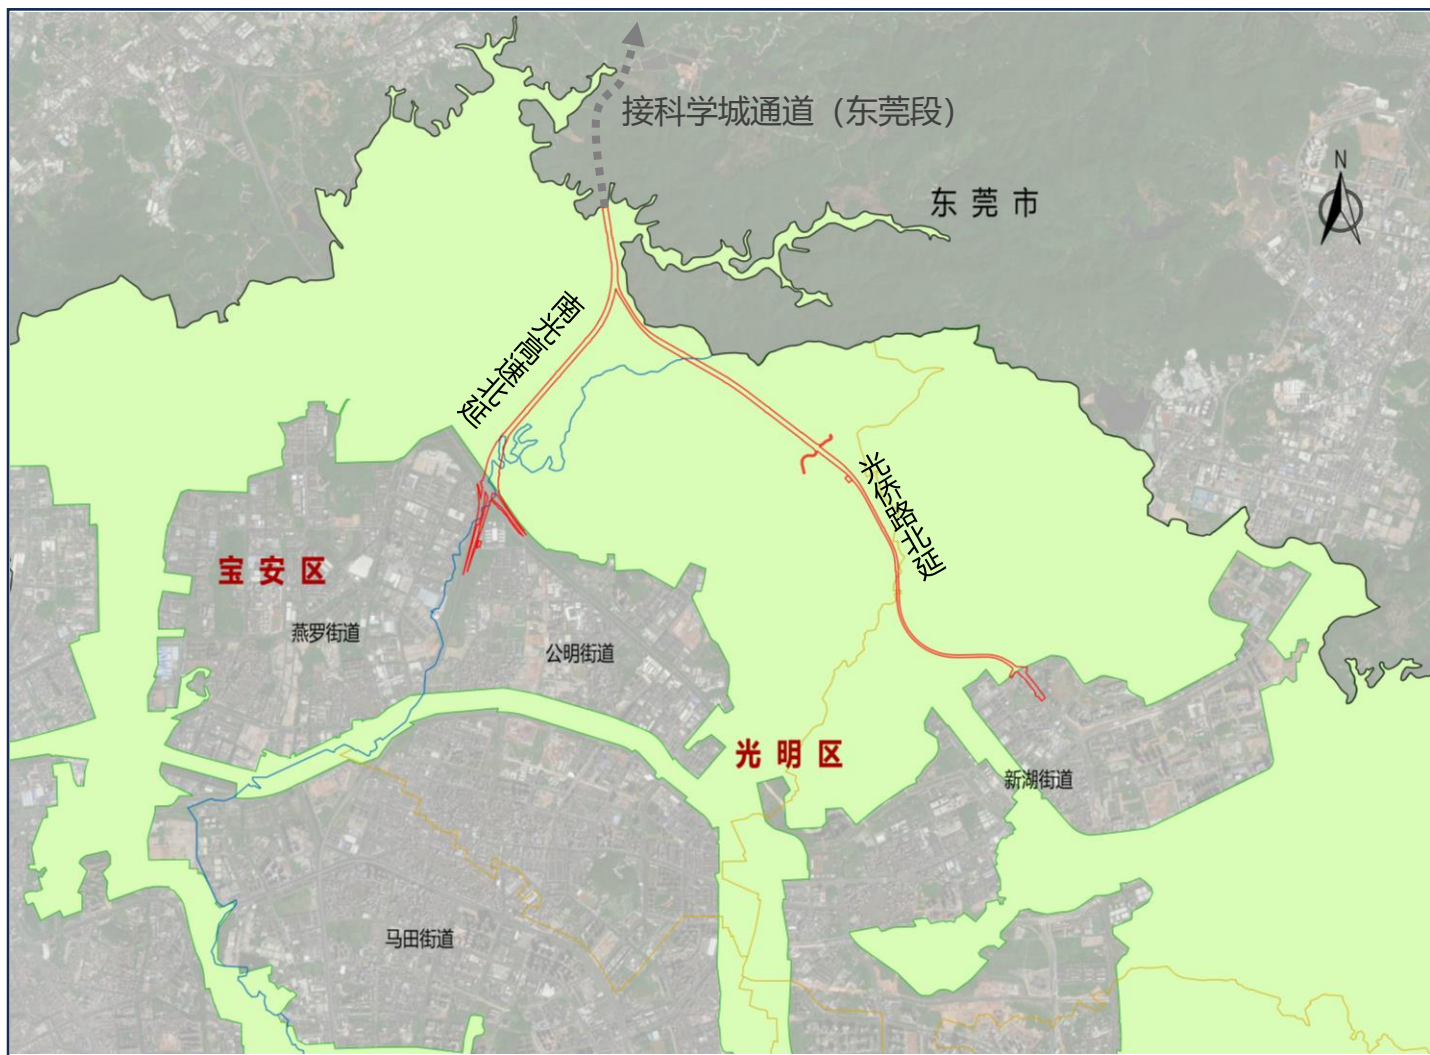 接科学城通道（东莞段）
N
东莞市
南光高速北延
光侨路北延
宝安区
燕罗街道
公明街道
光明区
新湖街道
马田街道